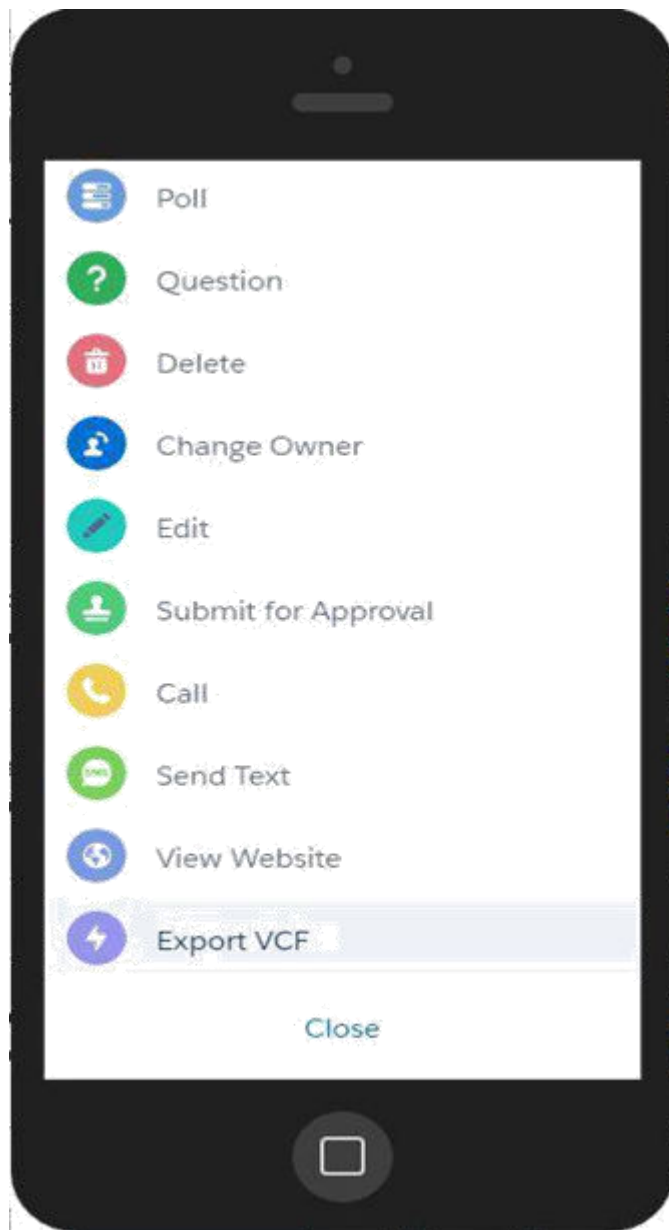 Poll
Question
Delete
Change Owner
Edit
Submit for Approval
Call
Send Text
View Website
Export VCF
Close